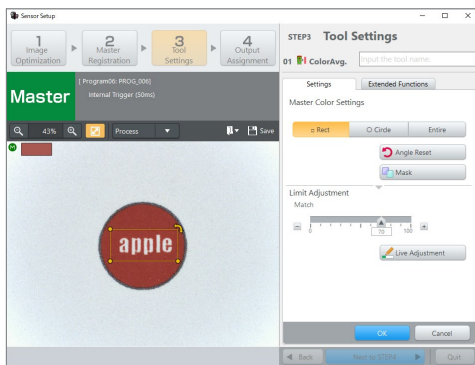 Sensor Setup
1
Image
Optimization
2
Master
Registration
3
Tool
Settings
4
Output
Assignment
Master
[ Program06: PROG_006]
Internal Trigger (50ms)
43%
Process
Save
M
apple
STEP3 Tool Settings
01 ColorAvg.
Input the tool name.
Settings
Extended Functions
Master Color Settings
Rect
Circle
Entire
Angle Reset
Mask
Limit Adjustment
Match
0
70
100
Live Adjustment
OK
Cancel
Back
Next to STEP4
Quit